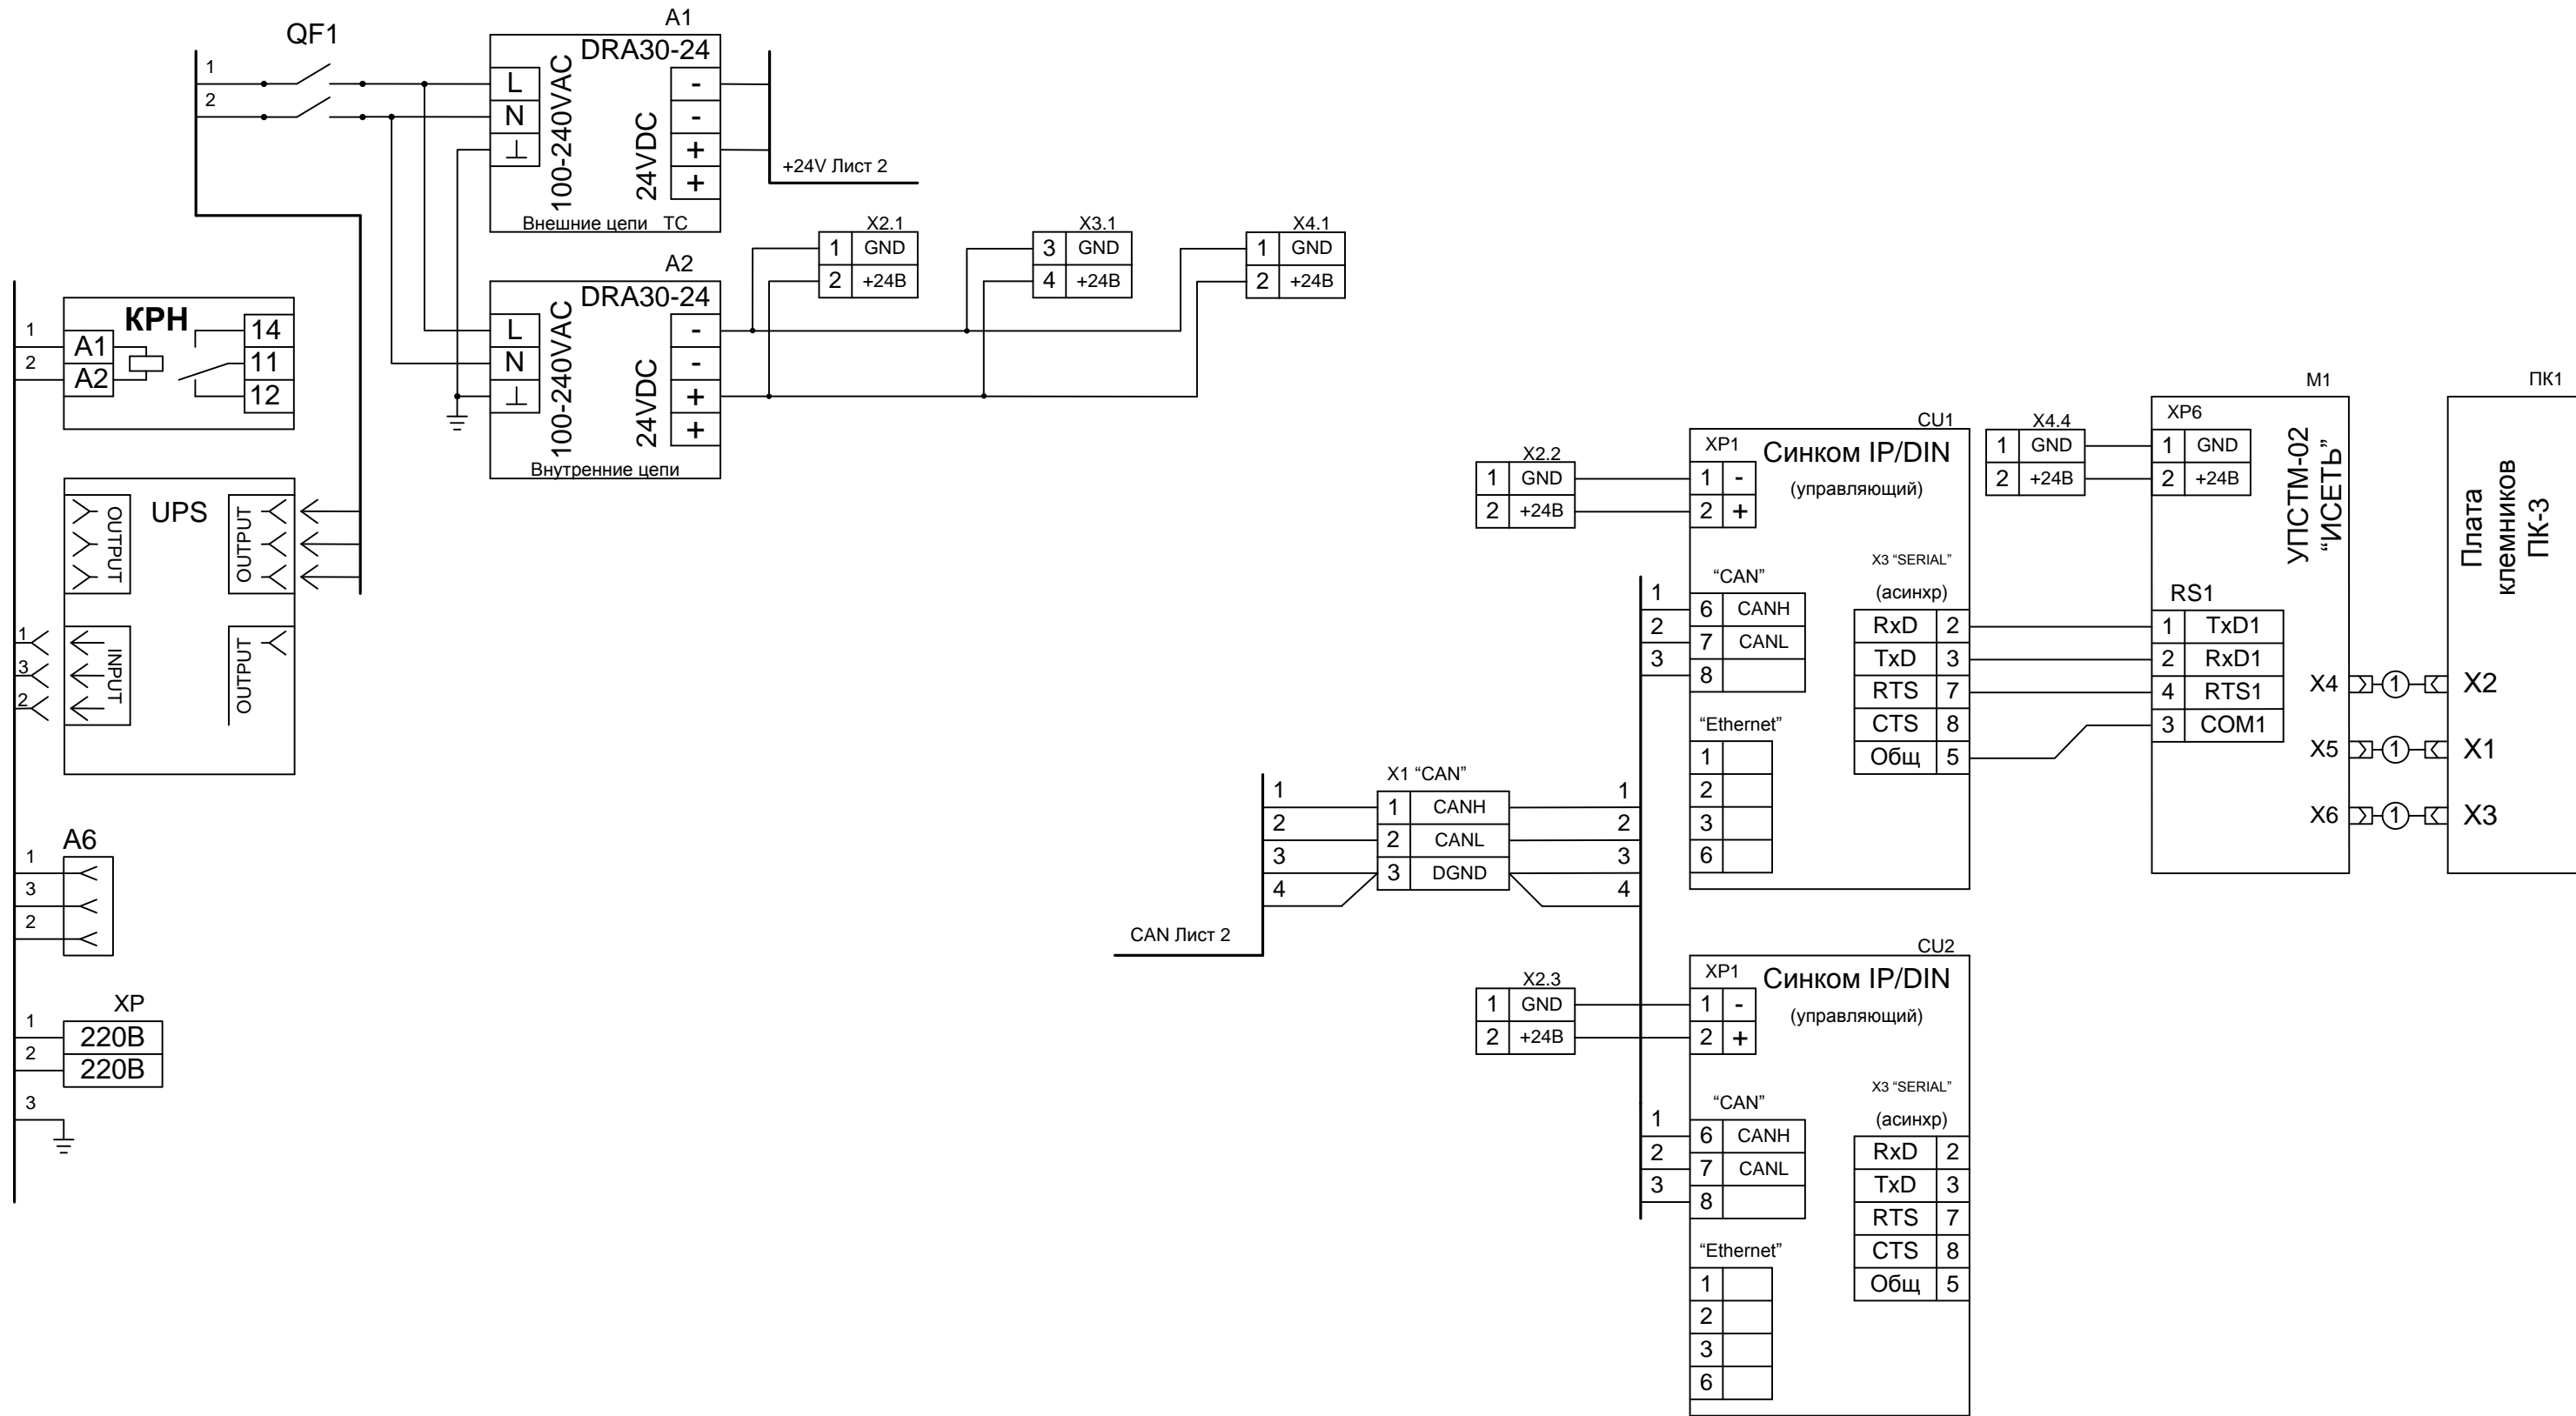 QF1
1
2
A1
DRA30-24
L
N
⊥
100-240VAC
24VDC
-
-
+
+
Внешние цепи ТС
+24V Лист 2
A2
DRA30-24
L
N
⊥
100-240VAC
24VDC
-
-
+
+
Внутренние цепи
X2.1
1 GND
2 +24В
X3.1
3 GND
4 +24В
X4.1
1 GND
2 +24В
1
2
КРН
A1
A2
14
11
12
UPS
OUTPUT
OUTPUT
INPUT
OUTPUT
1
3
2
A6
1
3
2
XP
1
2
220В
220В
3
CAN Лист 2
1
2
3
4
X1 “CAN”
1 CANH
2 CANL
3 DGND
1
2
3
4
X2.2
1 GND
2 +24В
CU1
XP1
Синком IP/DIN
(управляющий)
1 -
2 +
X3 “SERIAL”
(асинхр)
“CAN”
1
2
3
6 CANH
7 CANL
8
RxD 2
TxD 3
RTS 7
CTS 8
Общ 5
“Ethernet”
1
2
3
6
X4.4
1 GND
2 +24В
M1
XP6
1 GND
2 +24В
УПСТМ-02
“ИСЕТЬ”
RS1
1 TxD1
2 RxD1
4 RTS1
3 COM1
X4 1 X2
X5 1 X1
X6 1 X3
ПК1
Плата
клемников
ПК-3
X2.3
1 GND
2 +24В
CU2
XP1
Синком IP/DIN
(управляющий)
1 -
2 +
X3 “SERIAL”
(асинхр)
“CAN”
1
2
3
6 CANH
7 CANL
8
RxD 2
TxD 3
RTS 7
CTS 8
Общ 5
“Ethernet”
1
2
3
6